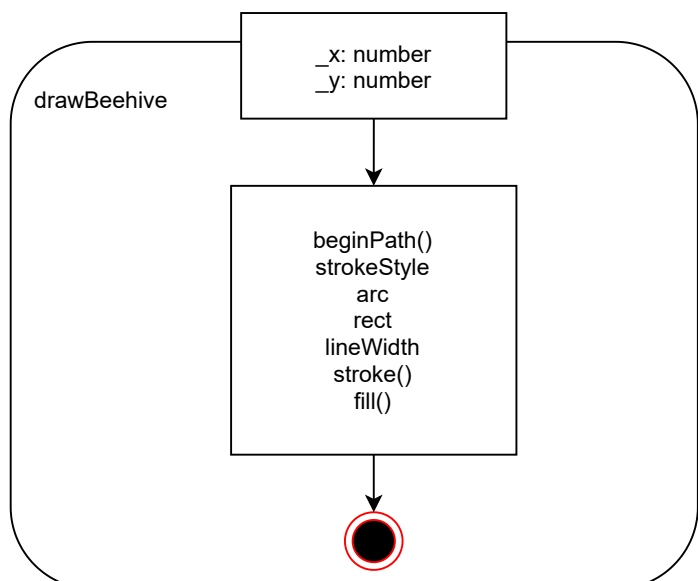 _x: number
_y: number
drawBeehive
beginPath()
strokeStyle
arc
rect
lineWidth
stroke()
fill()